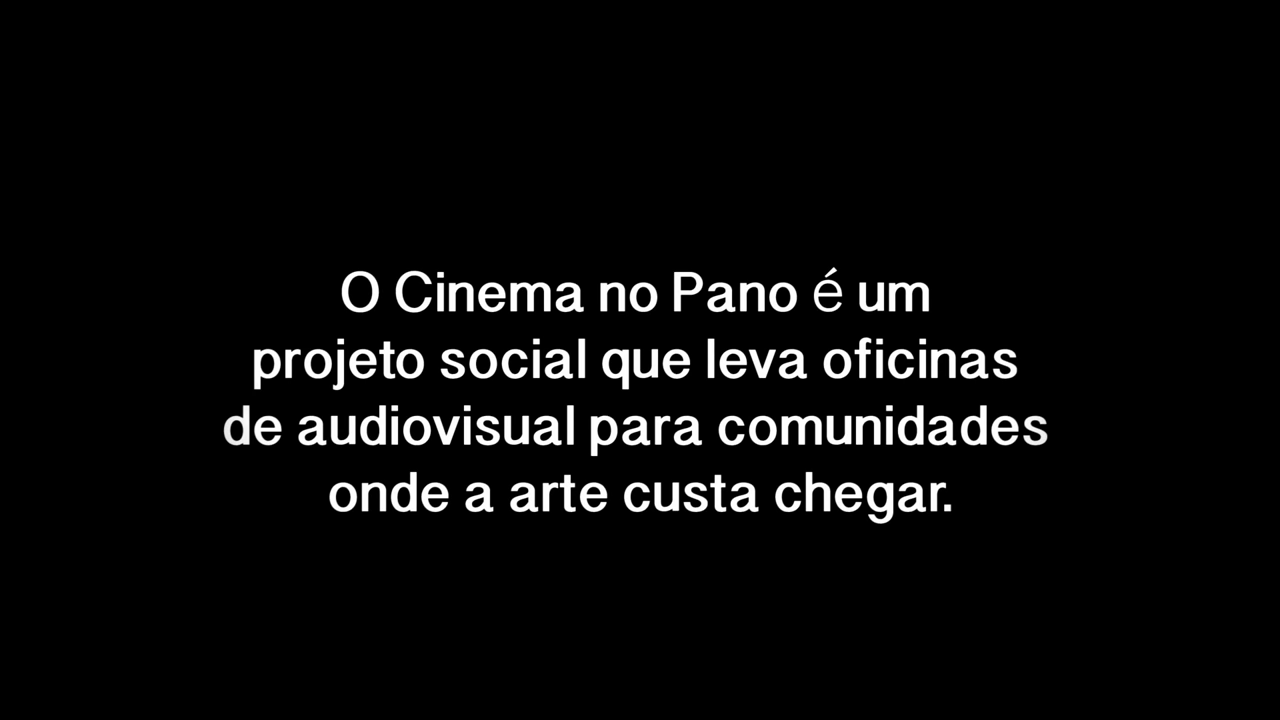 O Cinema no Pano é um
projeto social que leva oficinas
de audiovisual para comunidades
onde a arte custa chegar.